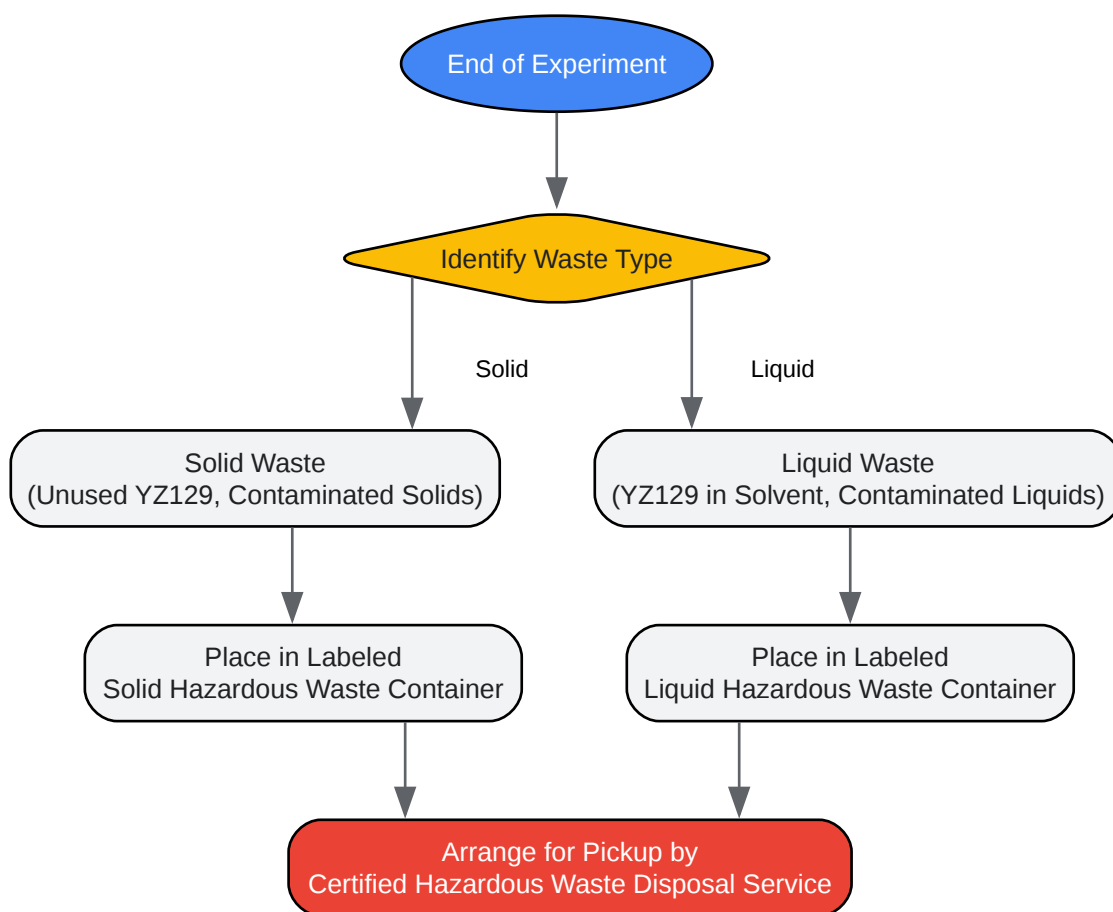 End of Experiment
Identify Waste Type
Solid
Liquid
Solid Waste
(Unused YZ129, Contaminated Solids)
Liquid Waste
(YZ129 in Solvent, Contaminated Liquids)
Place in Labeled
Solid Hazardous Waste Container
Place in Labeled
Liquid Hazardous Waste Container
Arrange for Pickup by
Certified Hazardous Waste Disposal Service